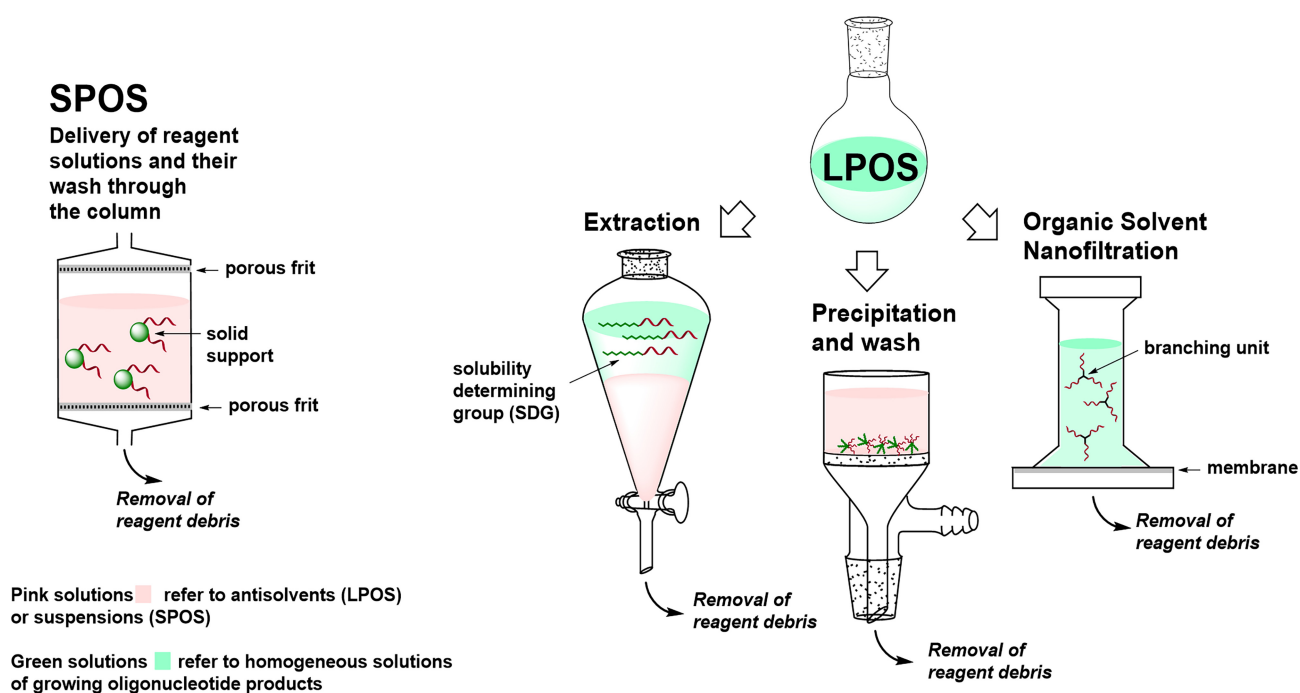 SPOS
Delivery of reagent
solutions and their
wash through
the column
porous frit
solid
support
porous frit
Removal of
reagent debris
LPOS
Extraction
solubility
determining
group (SDG)
Removal of
reagent debris
Precipitation
and wash
Removal of
reagent debris
Organic Solvent
Nanofiltration
branching unit
membrane
Removal of
reagent debris
Pink solutions refer to antisolvents (LPOS)
or suspensions (SPOS)
Green solutions refer to homogeneous solutions
of growing oligonucleotide products